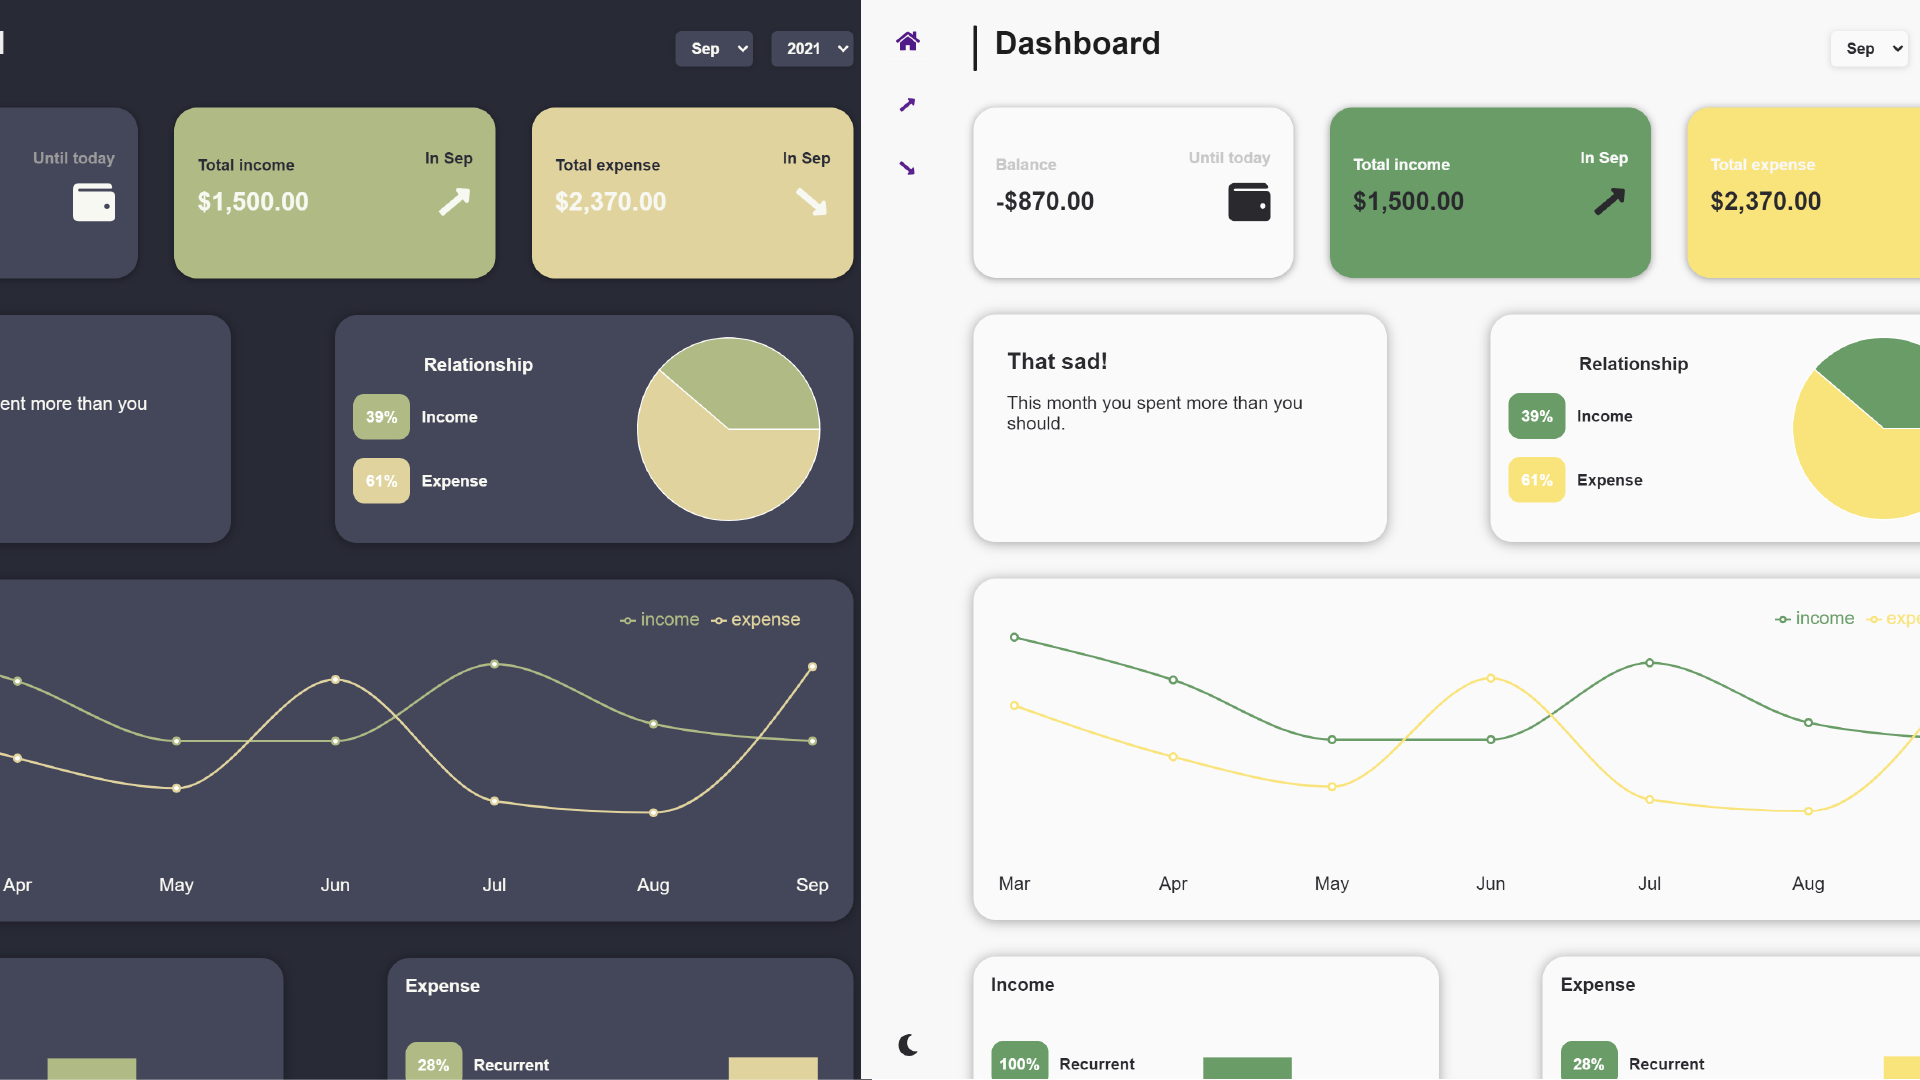 Sep
2021
Until today
Total income
In Sep
$1,500.00
Total expense
In Sep
$2,370.00
ent more than you
Relationship
39% Income
61% Expense
income expense
Apr May Jun Jul Aug Sep
Expense
28% Recurrent
Dashboard
Sep
Balance
Until today
-$870.00
Total income
In Sep
$1,500.00
Total expense
$2,370.00
That sad!
This month you spent more than you
should.
Relationship
39% Income
61% Expense
income expe
Mar Apr May Jun Jul Aug
Income
100% Recurrent
Expense
28% Recurrent